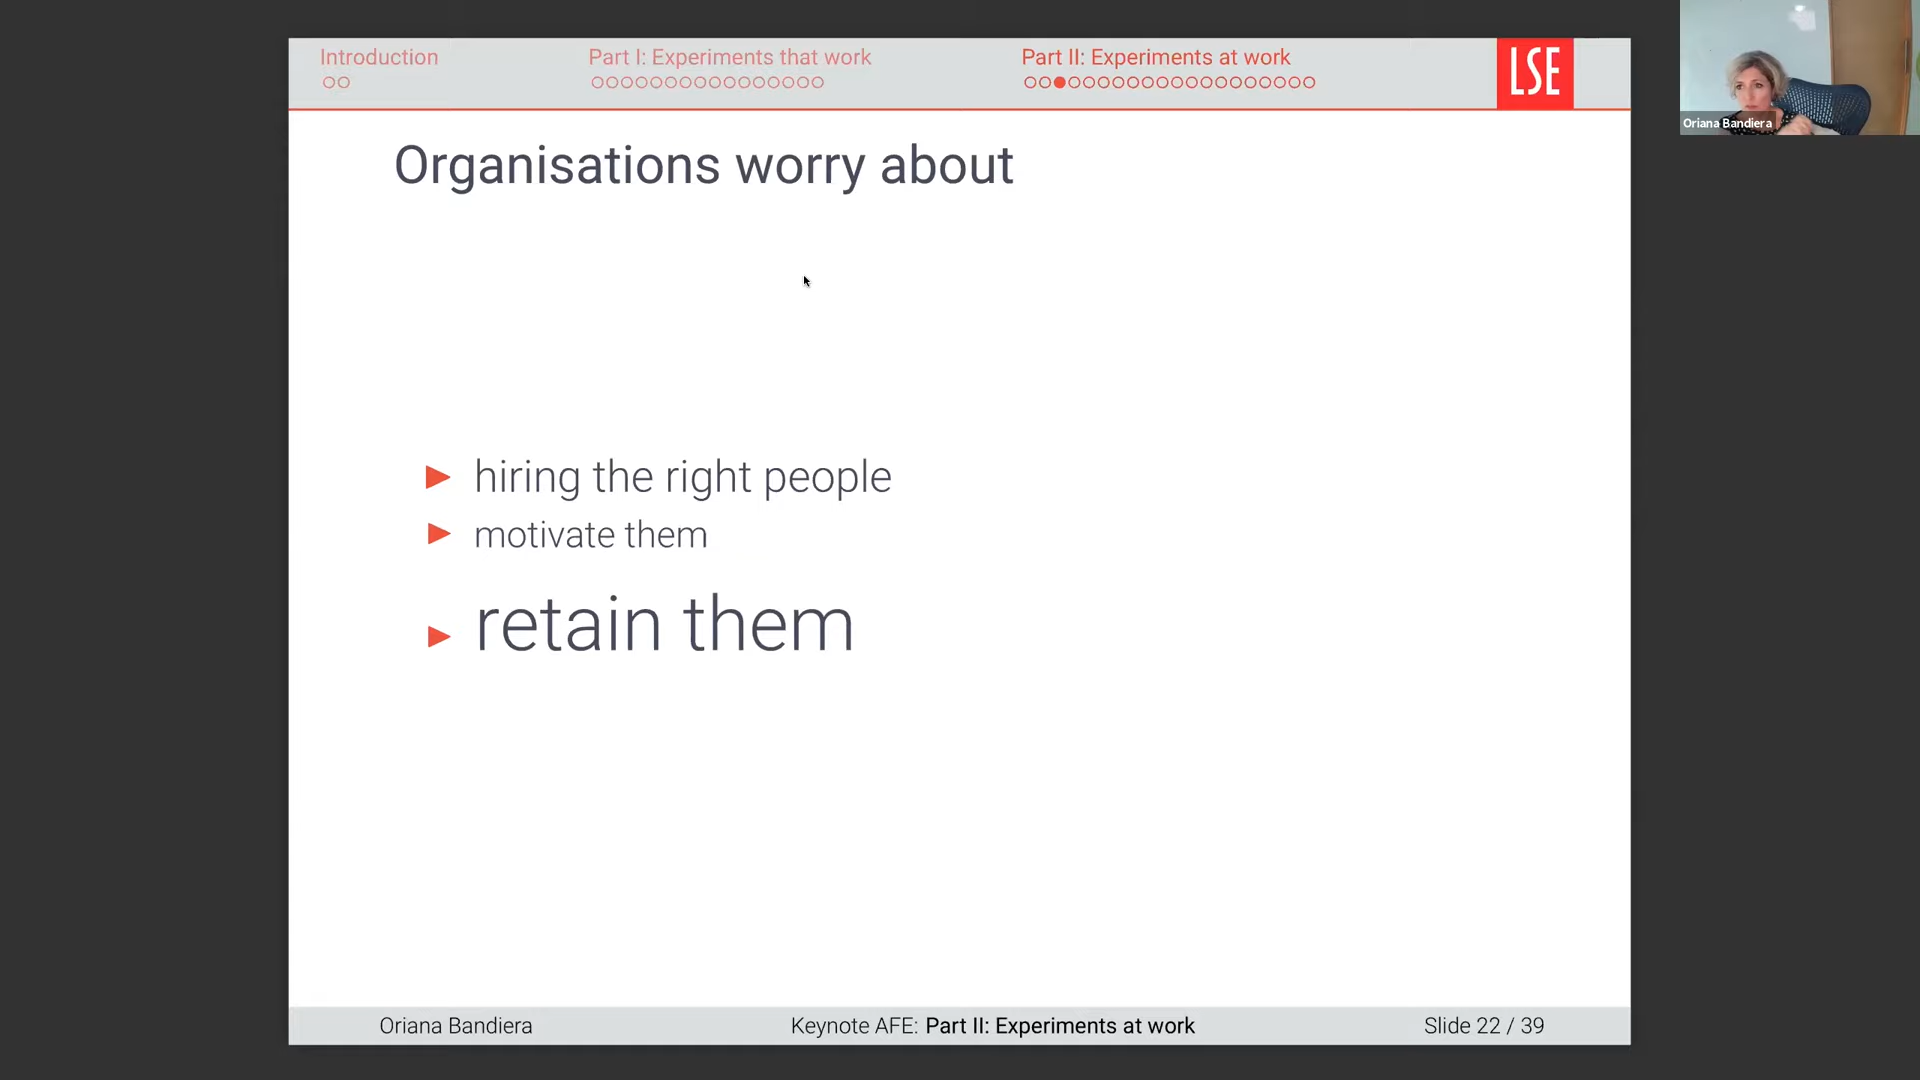 Introduction
Part I: Experiments that work
Part II: Experiments at work
LSE
Oriana Bandiera
Organisations worry about
hiring the right people
motivate them
retain them
Oriana Bandiera
Keynote AFE: Part II: Experiments at work
Slide 22 / 39